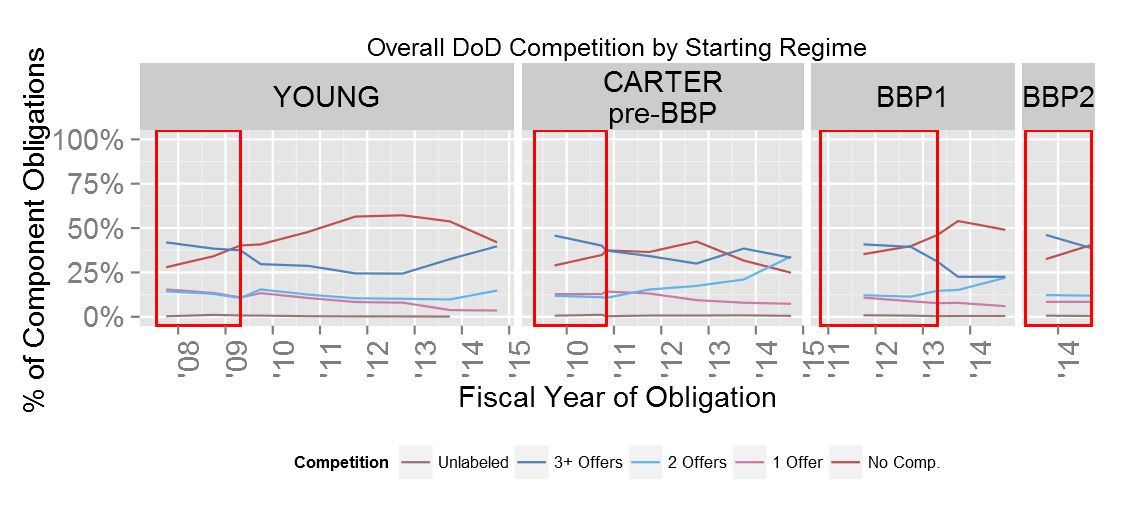 Overall DoD Competition by Starting Regime
YOUNG
CARTER
pre-BBP
BBP1
BBP2
% of Component Obligations
100%
75%
50%
25%
0%
'08 '09 '10 '11 '12 '13 '14 '15
'10 '11 '12 '13 '14 '15
'11 '12 '13 '14
'14
Fiscal Year of Obligation
Competition Unlabeled 3+ Offers 2 Offers 1 Offer No Comp.